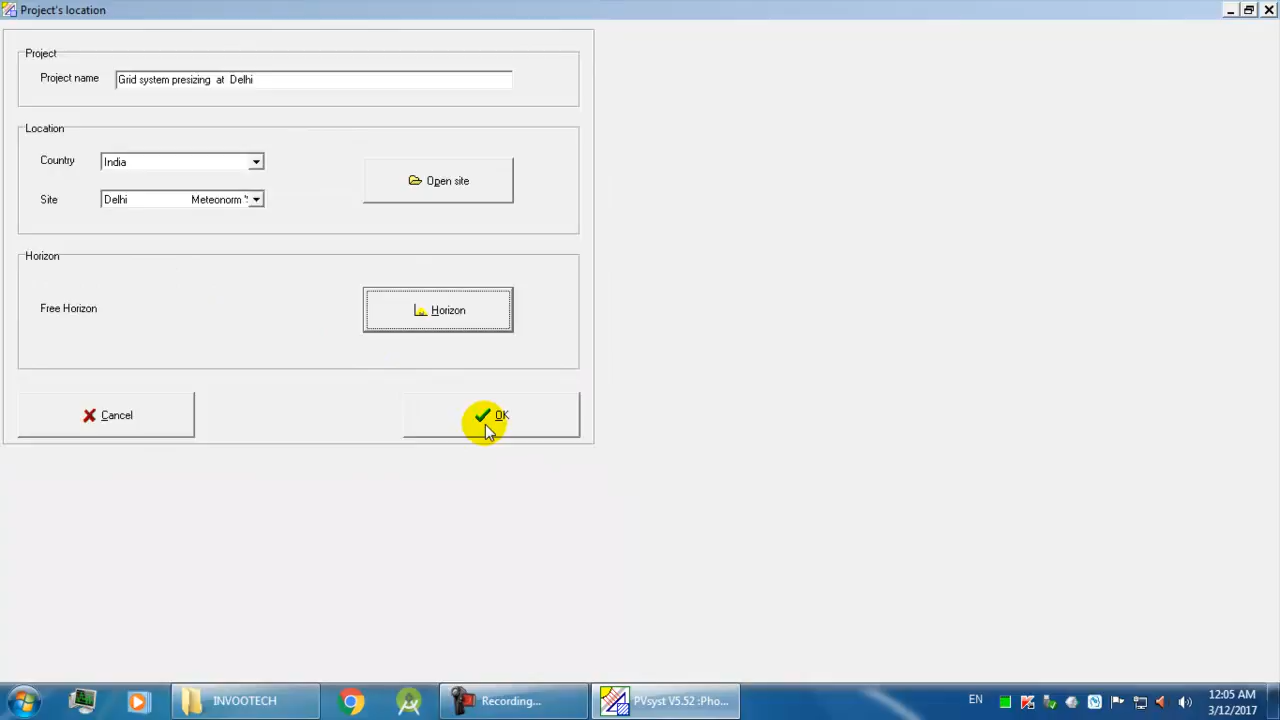 Project's location
Project
Project name Grid system presizing at Delhi
Location
Country India
Open site
Site Delhi Meteonorm '
Horizon
Free Horizon
Horizon
Cancel
OK
INVOOTECH
Recording...
PVsyst V5.52 :Pho...
EN
12:05 AM
3/12/2017